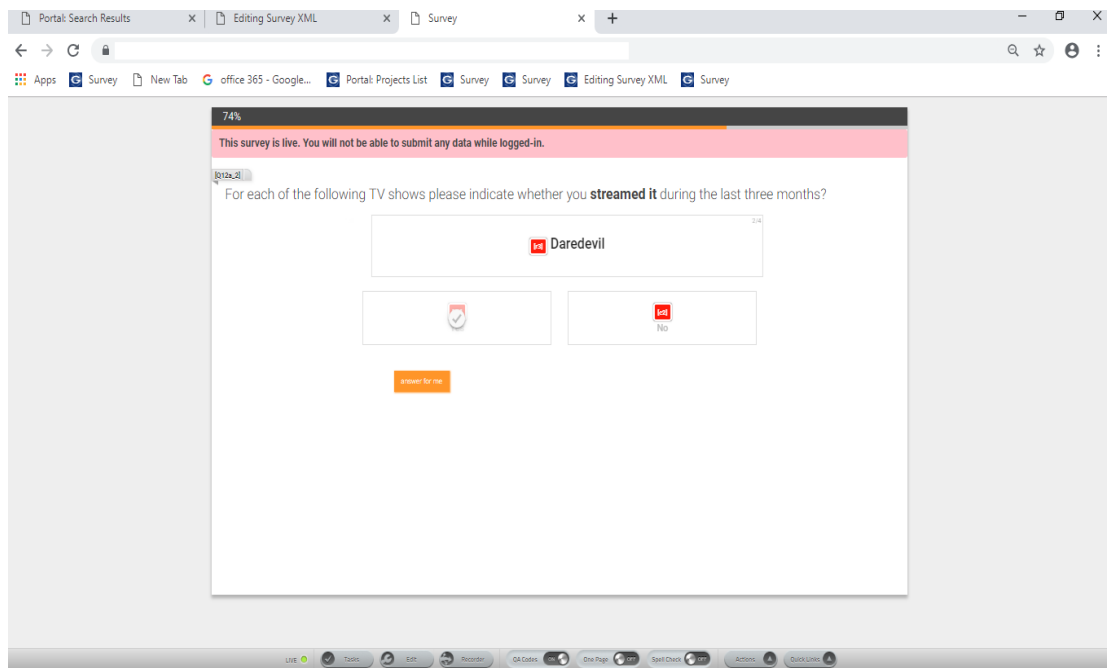 Portal: Search Results
Editing Survey XML
Survey
Apps
Survey
New Tab
office 365 - Google...
Portal: Projects List
Survey
Survey
Editing Survey XML
Survey
74%
This survey is live. You will not be able to submit any data while logged-in.
[Q12a_2]
For each of the following TV shows please indicate whether you streamed it during the last three months?
Daredevil
No
answer for me
LIVE
Tasks
Edit
Recorder
QA Codes
ON
One Page
OFF
Spell Check
OFF
Actions
Quick Links